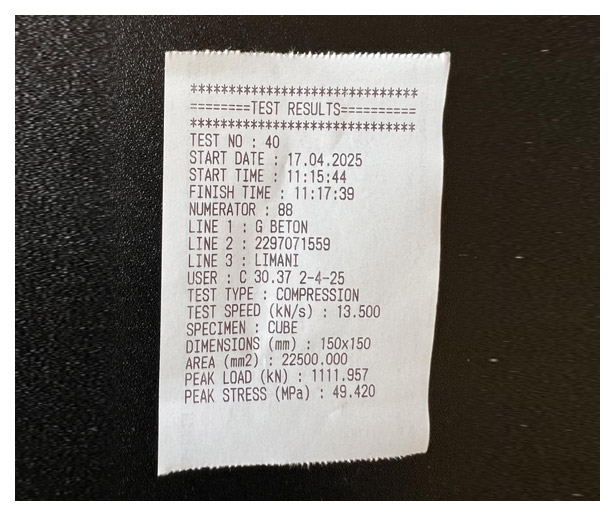 *****************************
========TEST RESULTS==========
*****************************
TEST NO : 40
START DATE : 17.04.2025
START TIME : 11:15:44
FINISH TIME : 11:17:39
NUMERATOR : 88
LINE 1 : G BETON
LINE 2 : 2297071559
LINE 3 : LIMANI
USER : C 30.37 2-4-25
TEST TYPE : COMPRESSION
TEST SPEED (kN/s) : 13.500
SPECIMEN : CUBE
DIMENSIONS (mm) : 150x150
AREA (mm2) : 22500.000
PEAK LOAD (kN) : 1111.957
PEAK STRESS (MPa) : 49.420